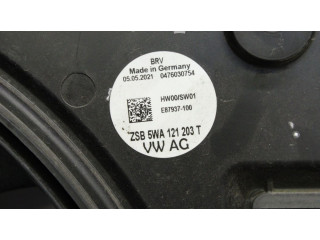 BRV
Made in Germany
05.05.2021 0476030754
HW00/SW01
E87937-100
ZSB 5WA 121 203 T
VW AG